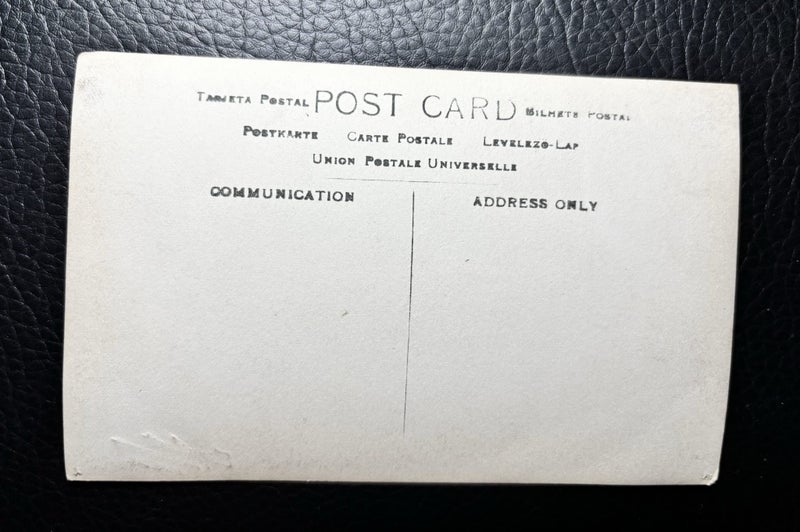 TARJETA POSTAL POST CARD BILHETE POSTAL
POSTKARTE CARTE POSTALE LEVELEZO-LAP
UNION POSTALE UNIVERSELLE
COMMUNICATION ADDRESS ONLY